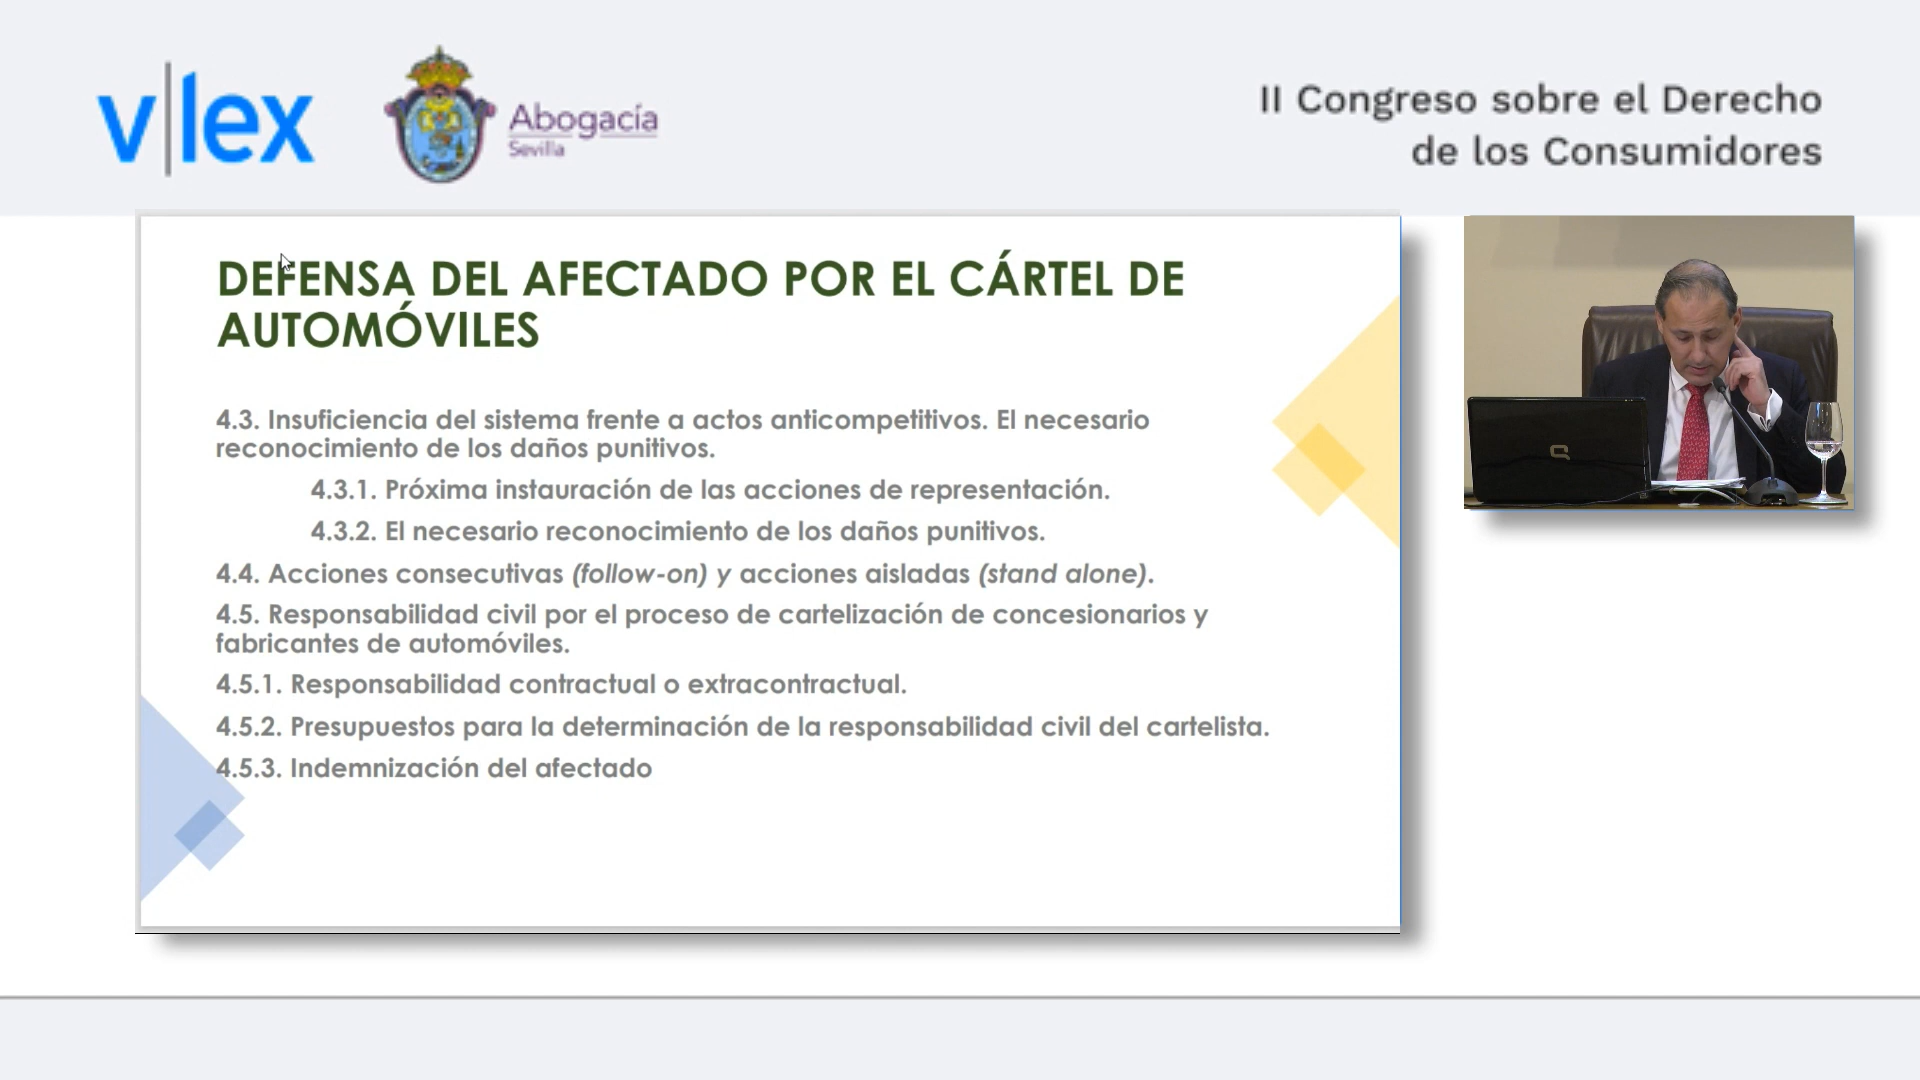 v|lex
Abogacía
Sevilla
II Congreso sobre el Derecho
de los Consumidores
DEFENSA DEL AFECTADO POR EL CÁRTEL DE
AUTOMÓVILES
4.3. Insuficiencia del sistema frente a actos anticompetitivos. El necesario
reconocimiento de los daños punitivos.
4.3.1. Próxima instauración de las acciones de representación.
4.3.2. El necesario reconocimiento de los daños punitivos.
4.4. Acciones consecutivas (follow-on) y acciones aisladas (stand alone).
4.5. Responsabilidad civil por el proceso de cartelización de concesionarios y
fabricantes de automóviles.
4.5.1. Responsabilidad contractual o extracontractual.
4.5.2. Presupuestos para la determinación de la responsabilidad civil del cartelista.
4.5.3. Indemnización del afectado